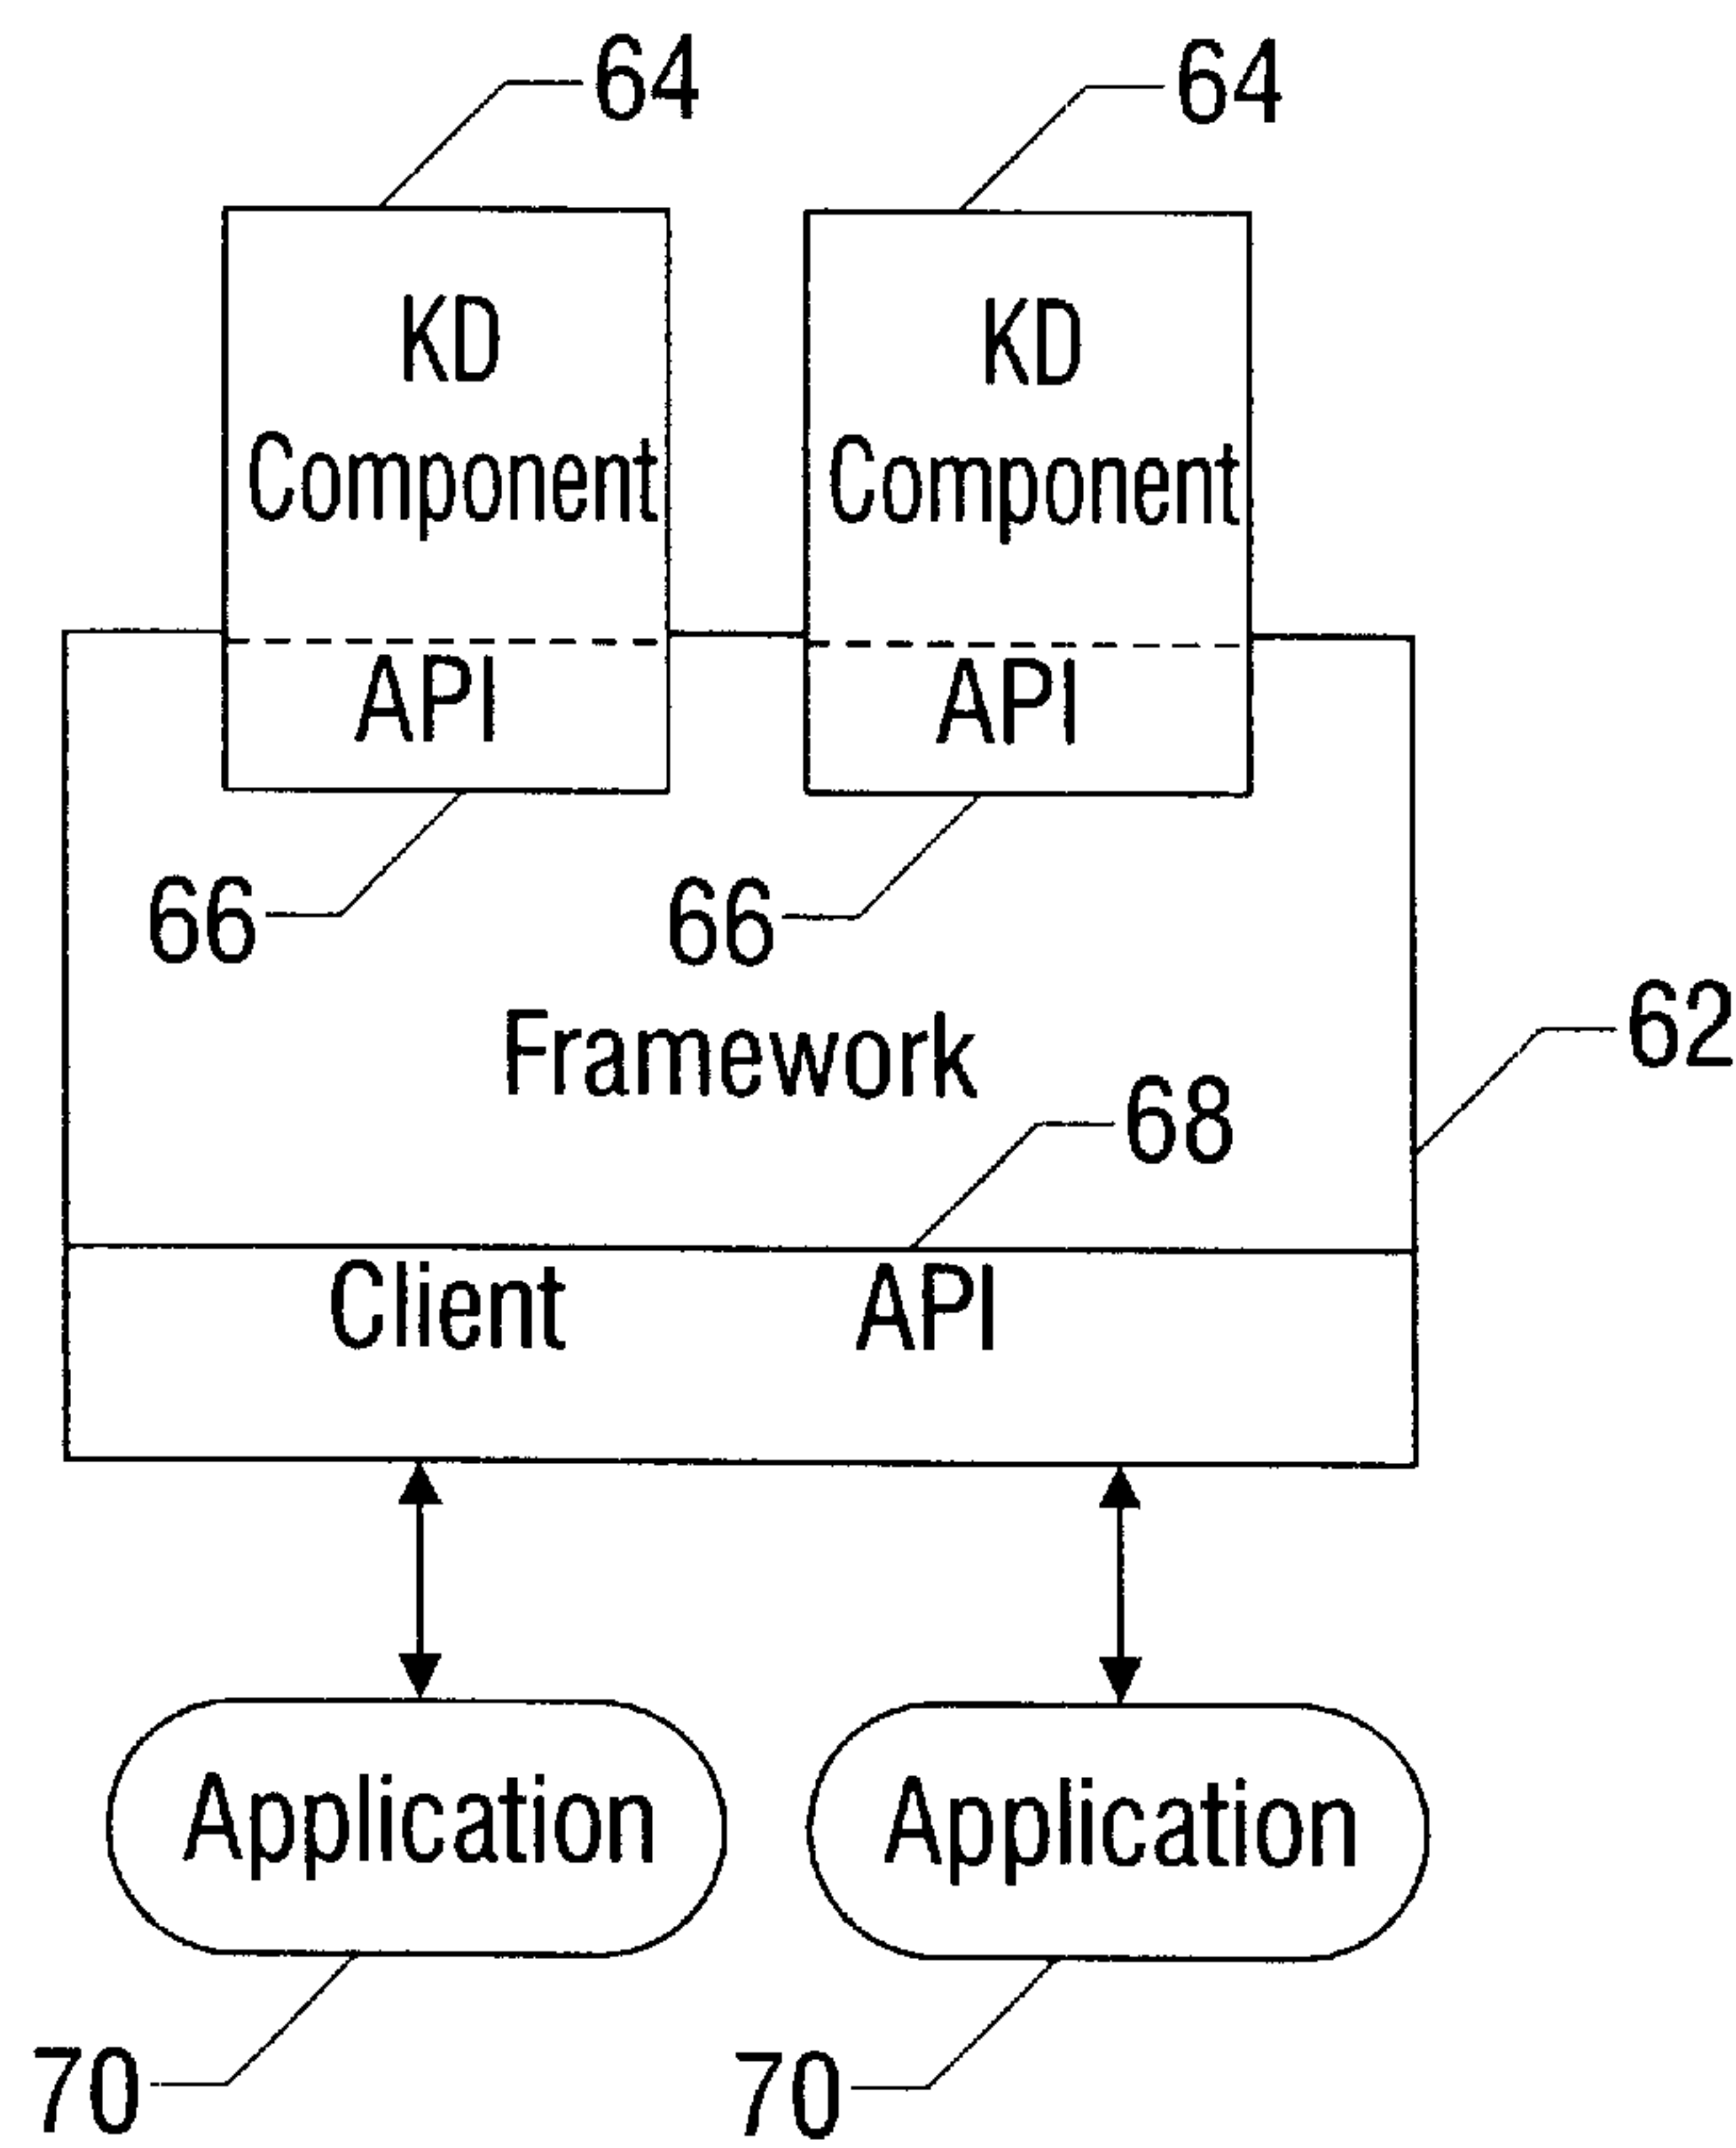 64 64
KD KD
Component Component
API API
66 66
Framework
62
68
Client API
Application Application
70 70